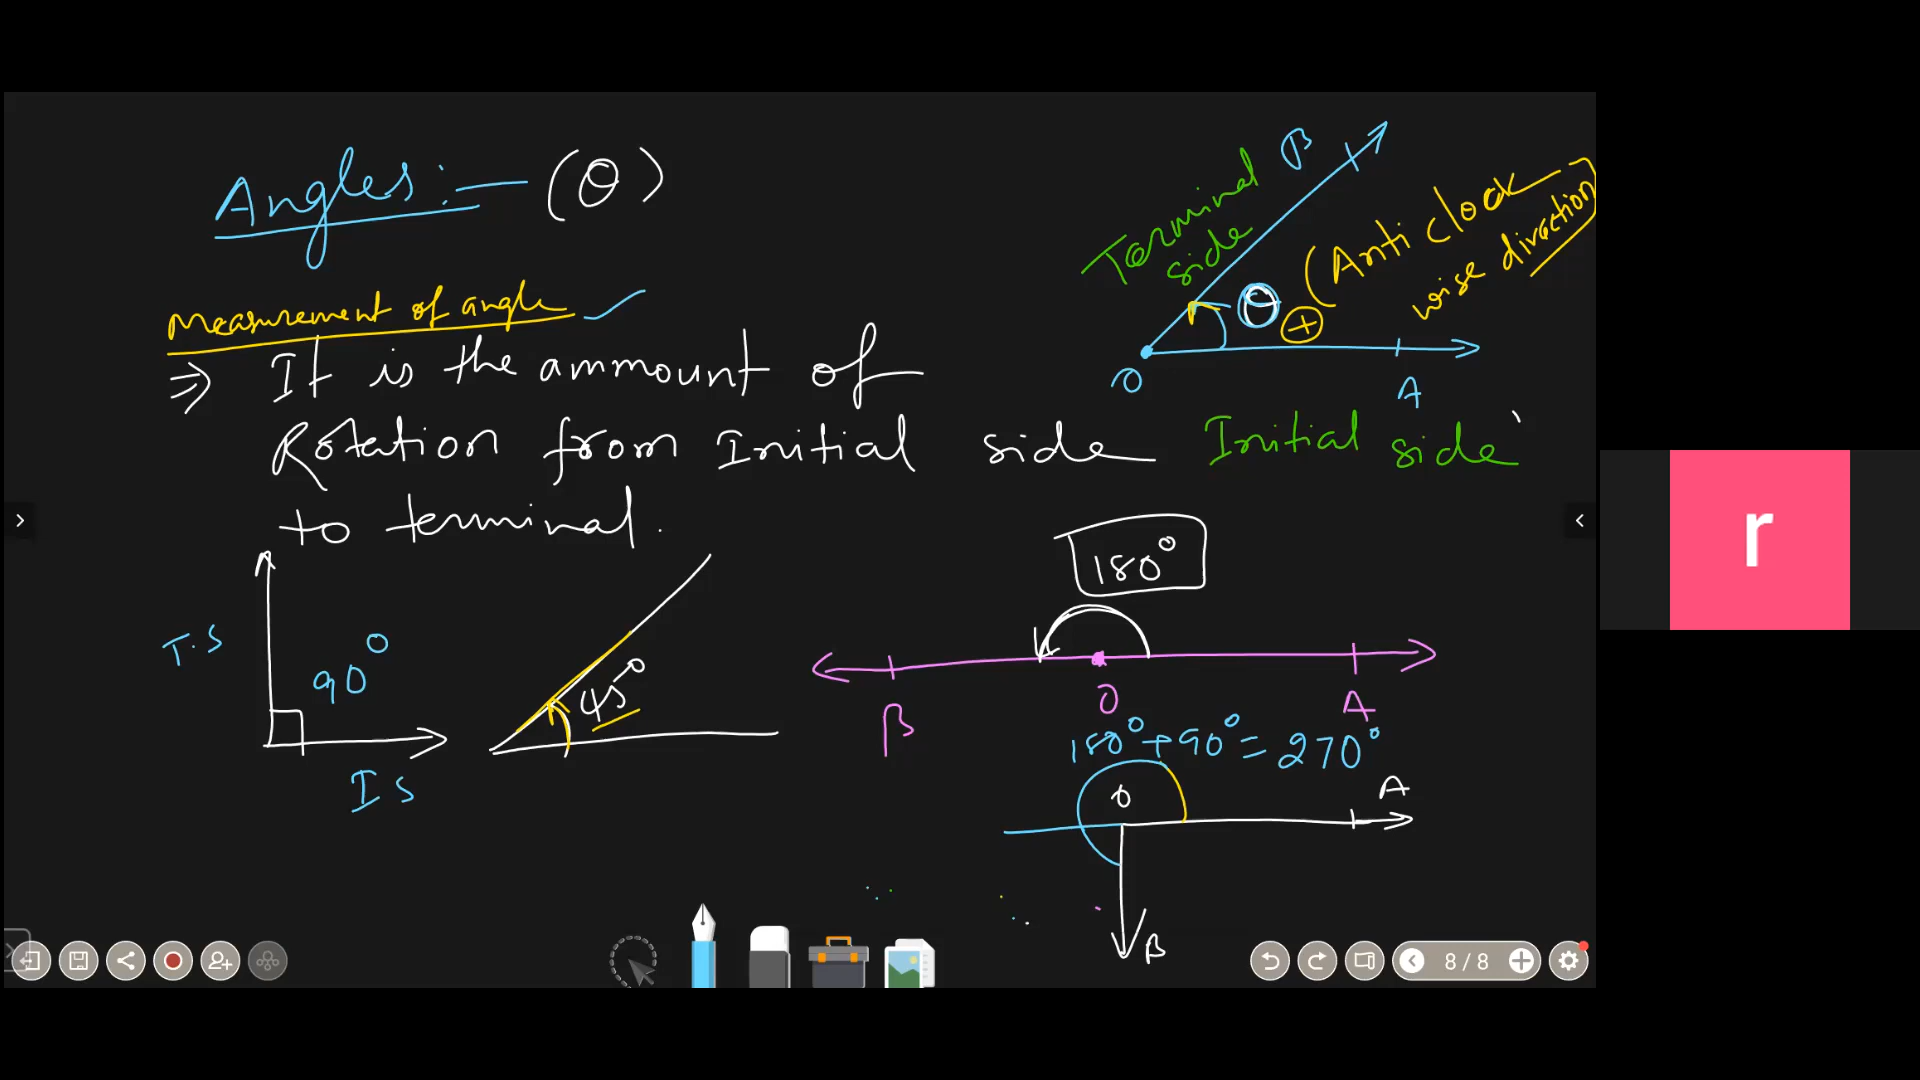 Angles :— (θ)
Measurement of angle
⇒ It is the ammount of
Rotation from Initial side
to terminal.
Terminal
side
B
θ
+
(Anti clock-
wise direction)
O
A
Initial side
T.S
90°
I S
45°
180°
B
O
A
180° + 90° = 270°
O
A
B
8 / 8
r